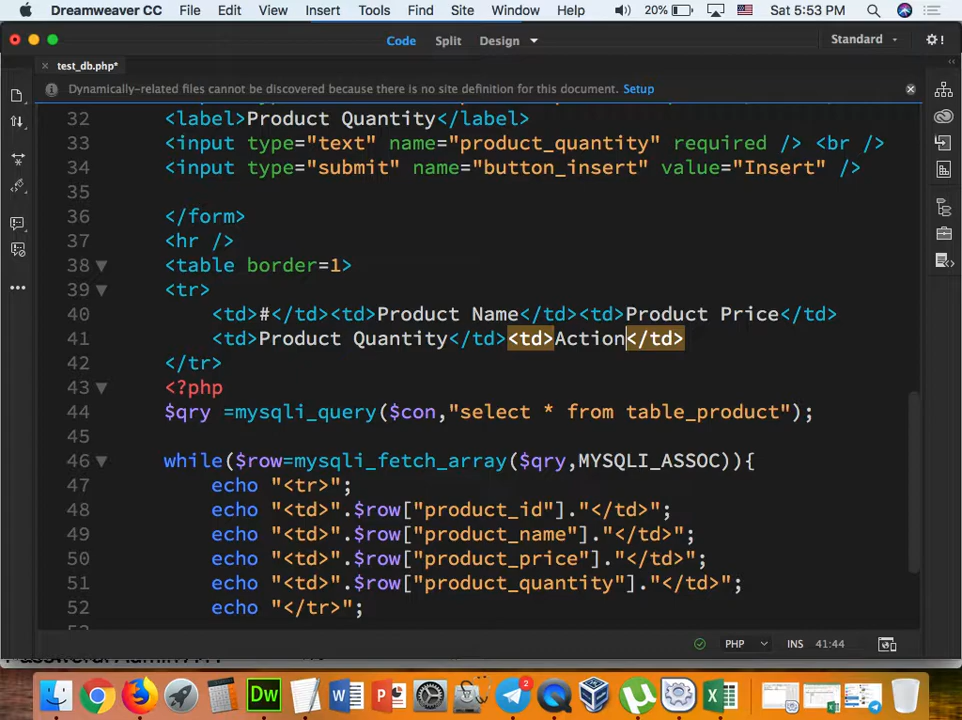 Dreamweaver CC File Edit View Insert Tools Find Site Window Help 20% Sat 5:53 PM
Code Split Design Standard
test_db.php*
Dynamically-related files cannot be discovered because there is no site definition for this document. Setup
32 <label>Product Quantity</label>
33 <input type="text" name="product_quantity" required /> <br />
34 <input type="submit" name="button_insert" value="Insert" />
35
36 </form>
37 <hr />
38 <table border=1>
39 <tr>
40 <td>#</td><td>Product Name</td><td>Product Price</td>
41 <td>Product Quantity</td><td>Action</td>
42 </tr>
43 <?php
44 $qry =mysqli_query($con,"select * from table_product");
45
46 while($row=mysqli_fetch_array($qry,MYSQLI_ASSOC)){
47 echo "<tr>";
48 echo "<td>".$row["product_id"]."</td>";
49 echo "<td>".$row["product_name"]."</td>";
50 echo "<td>".$row["product_price"]."</td>";
51 echo "<td>".$row["product_quantity"]."</td>";
52 echo "</tr>";
PHP INS 41:44
Dw W P 2 X